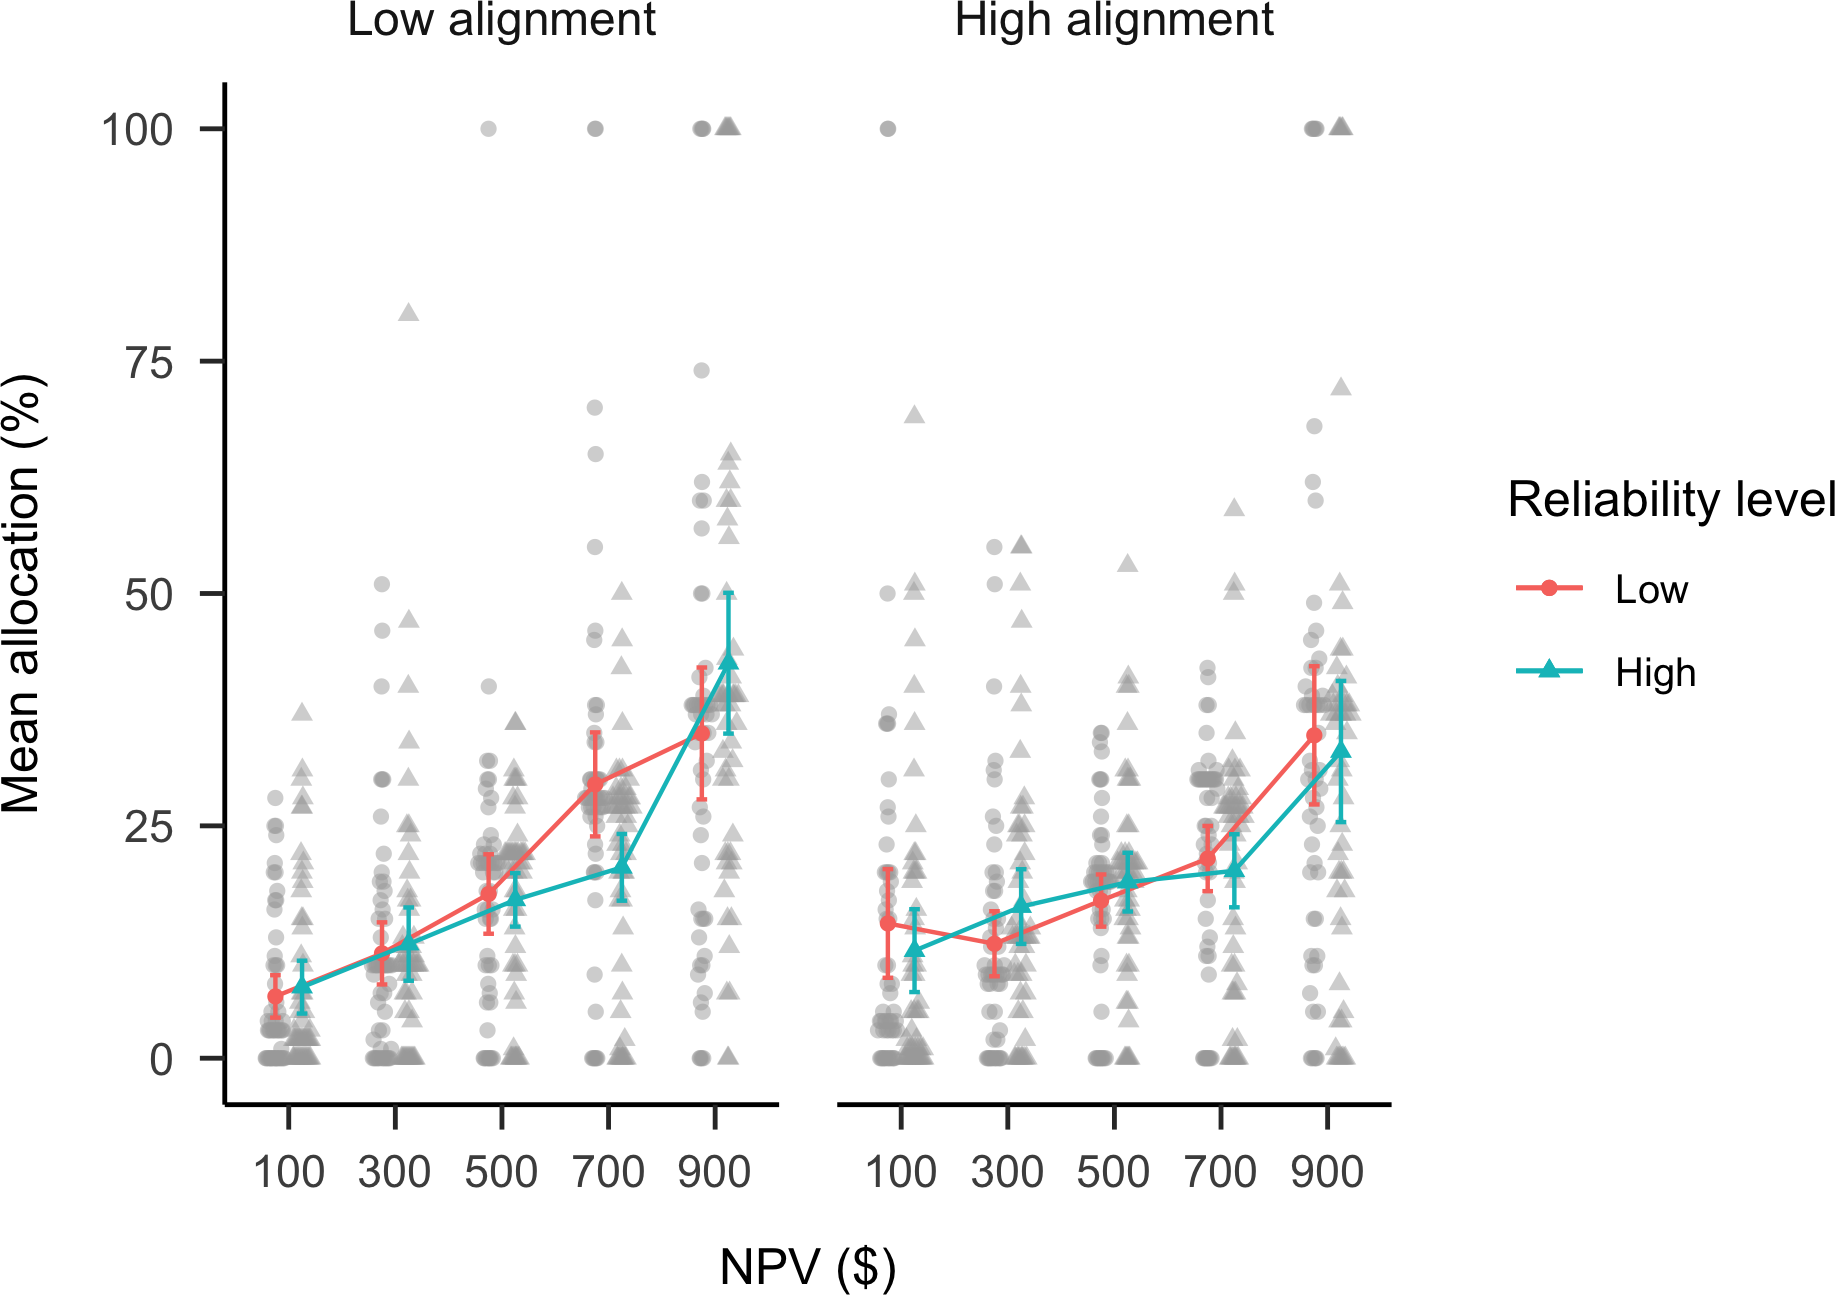 Low alignment
High alignment
Mean allocation (%)
100
75
50
25
0
100 300 500 700 900
100 300 500 700 900
NPV ($)
Reliability level
Low
High